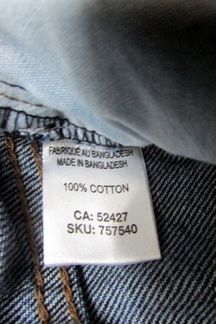 FABRIQUÉ AU BANGLADESH
MADE IN BANGLADESH
100% COTTON
CA: 52427
SKU: 757540